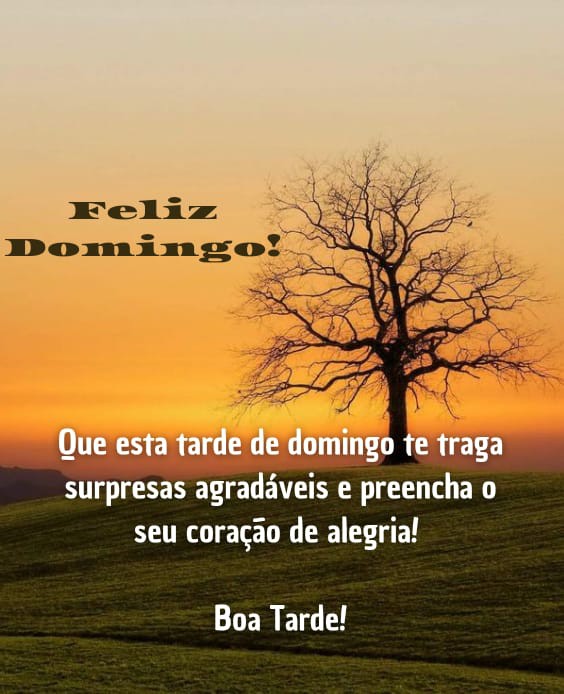 Feliz
Domingo!
Que esta tarde de domingo te traga
surpresas agradáveis e preencha o
seu coração de alegria!
Boa Tarde!